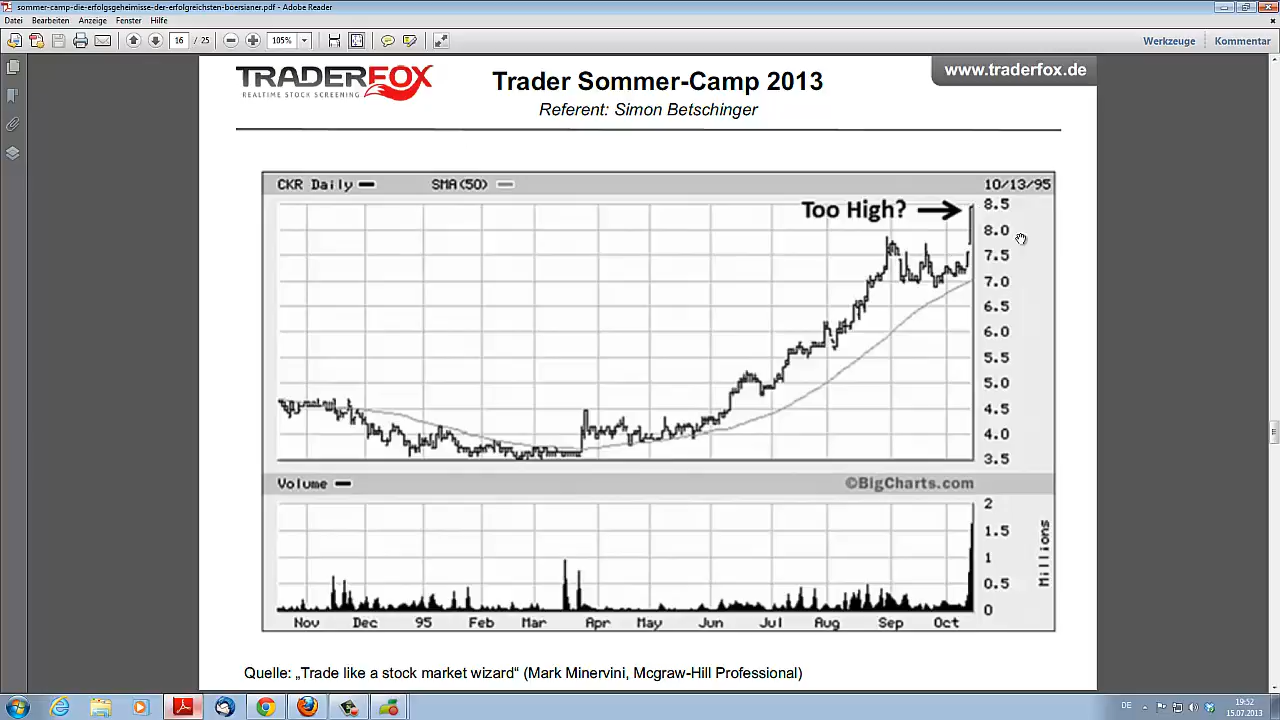 sommer-camp-die-erfolgsgeheimisse-der-erfolgreichsten-boersianer.pdf - Adobe Reader
Datei Bearbeiten Anzeige Fenster Hilfe
16 / 25
105%
Werkzeuge
Kommentar
TRADERFOX
REALTIME STOCK SCREENING
Trader Sommer-Camp 2013
www.traderfox.de
Referent: Simon Betschinger
CKR Daily
SMA(50)
10/13/95
Too High?
8.5
8.0
7.5
7.0
6.5
6.0
5.5
5.0
4.5
4.0
3.5
Volume
©BigCharts.com
2
1.5
1
0.5
0
Millions
Nov Dec 95 Feb Mar Apr May Jun Jul Aug Sep Oct
Quelle: „Trade like a stock market wizard“ (Mark Minervini, Mcgraw-Hill Professional)
DE
19:52
15.07.2013